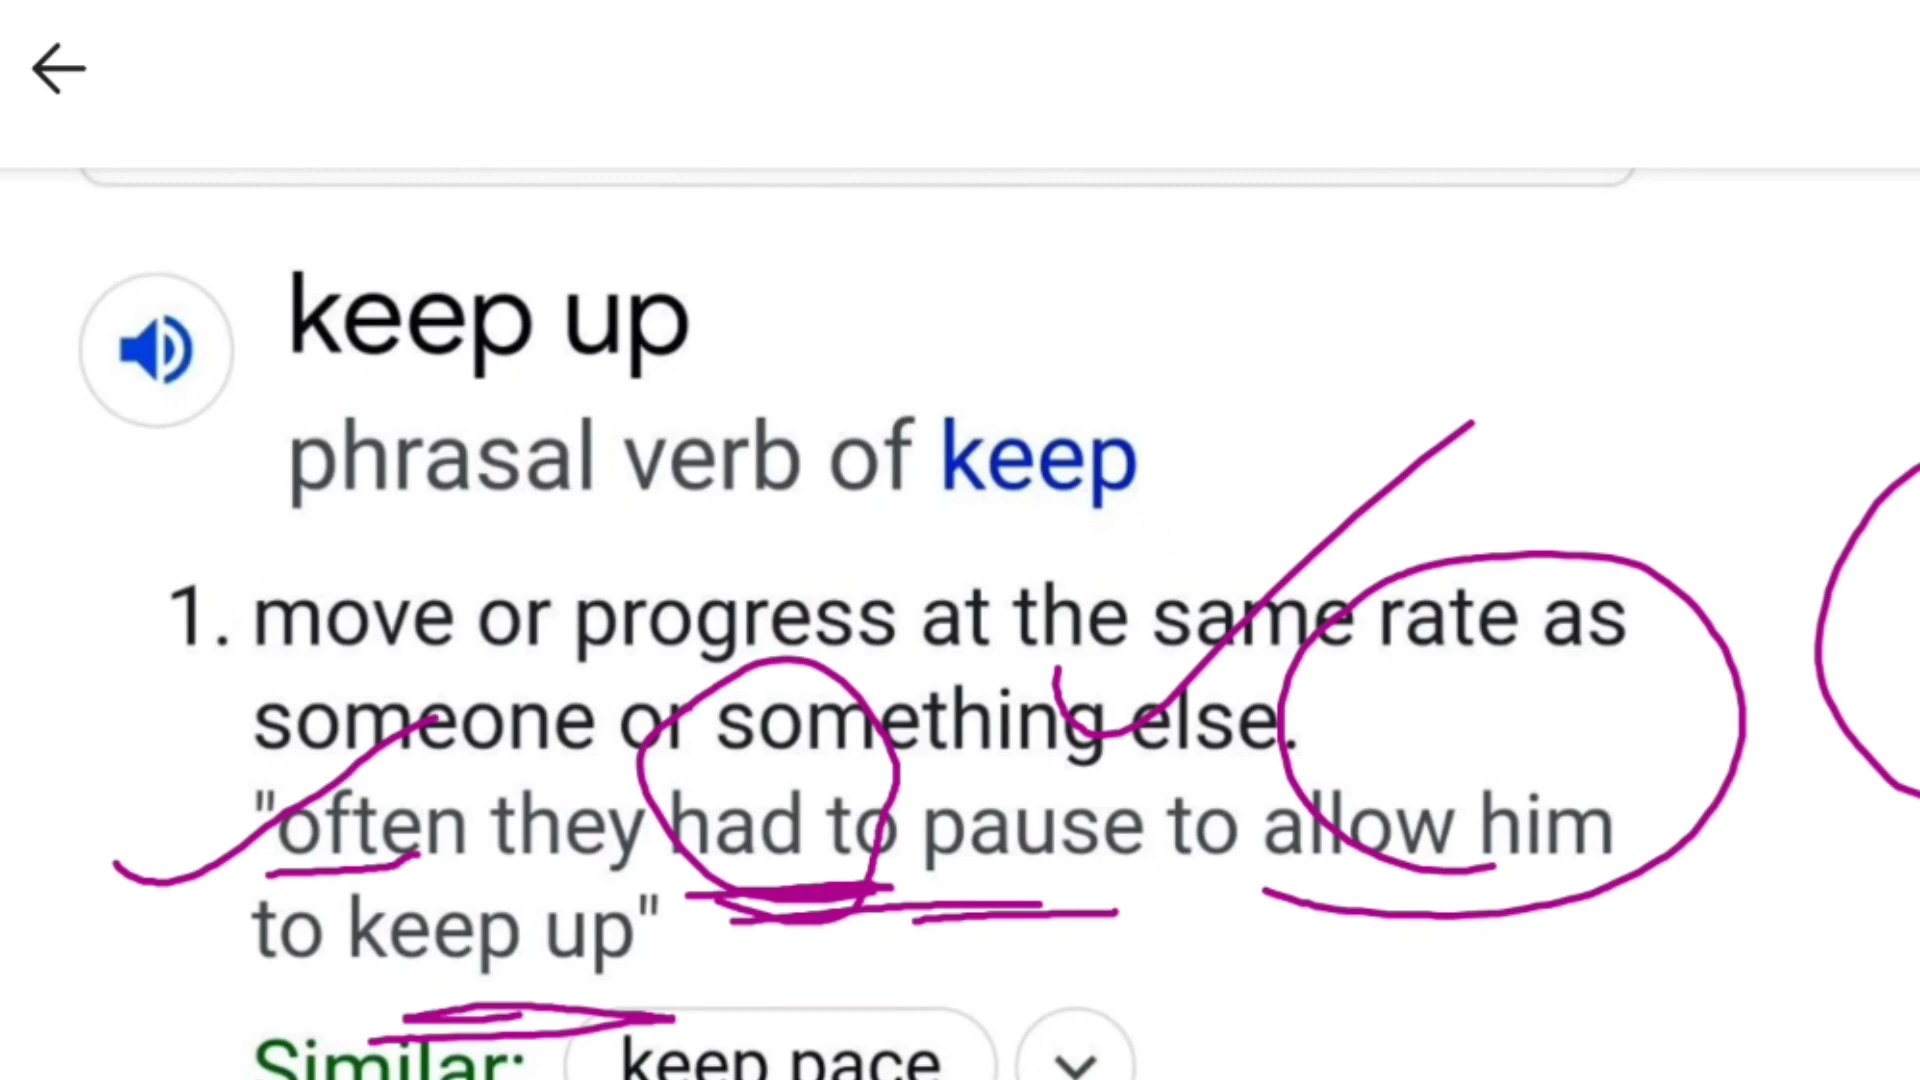 keep up
phrasal verb of keep
1. move or progress at the same rate as
someone or something else.
"often they had to pause to allow him
to keep up"
Similar: keep pace